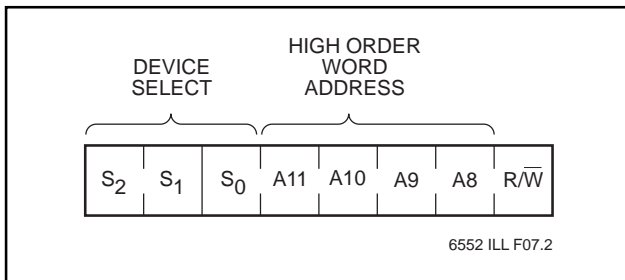 HIGH ORDER
WORD
ADDRESS
DEVICE
SELECT
S2 S1 S0 A11 A10 A9 A8 R/W̅
6552 ILL F07.2